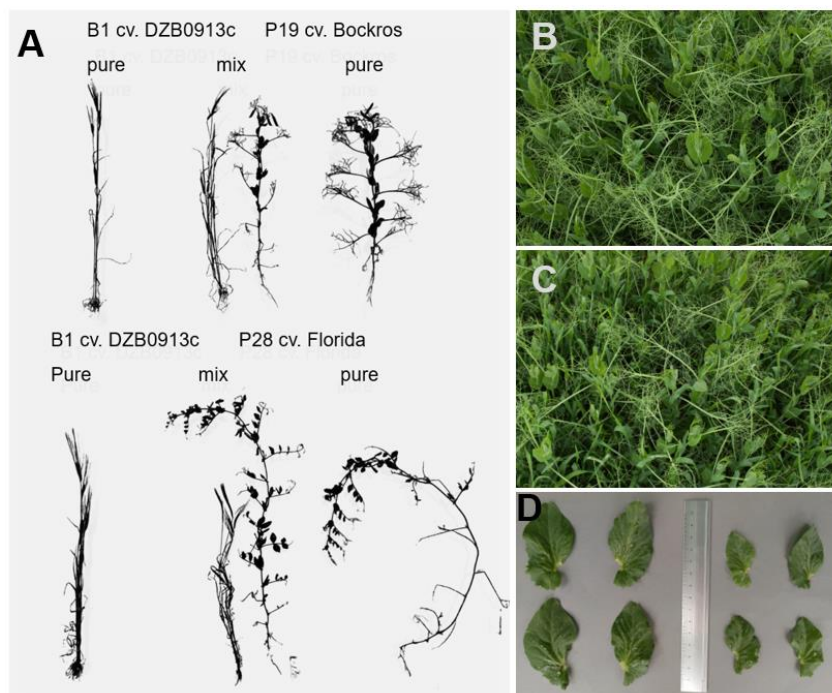 A
B1 cv. DZB0913c P19 cv. Bockros
pure mix pure
B1 cv. DZB0913c P28 cv. Florida
Pure mix pure
B
C
D